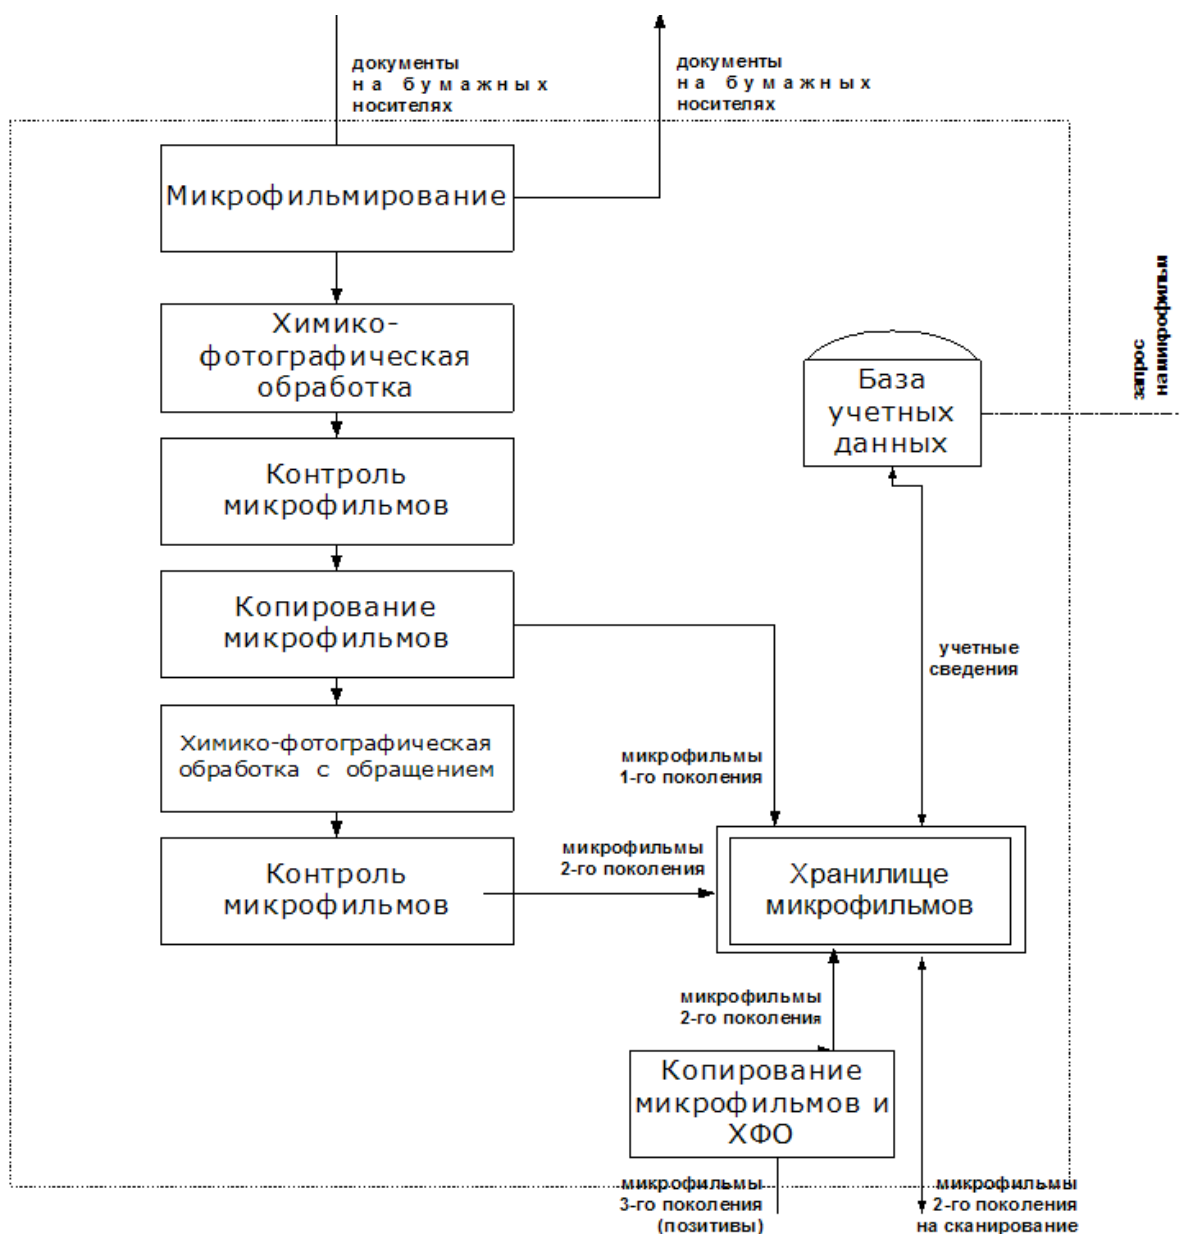 документы
на бумажных
носителях
документы
на бумажных
носителях
Микрофильмирование
Химико-
фотографическая
обработка
Контроль
микрофильмов
Копирование
микрофильмов
Химико-фотографическая
обработка с обращением
Контроль
микрофильмов
База
учетных
данных
запрос
на микрофильм
учетные
сведения
микрофильмы
1-го поколения
микрофильмы
2-го поколения
Хранилище
микрофильмов
микрофильмы
2-го поколения
Копирование
микрофильмов и
ХФО
микрофильмы
3-го поколения
(позитивы)
микрофильмы
2-го поколения
на сканирование